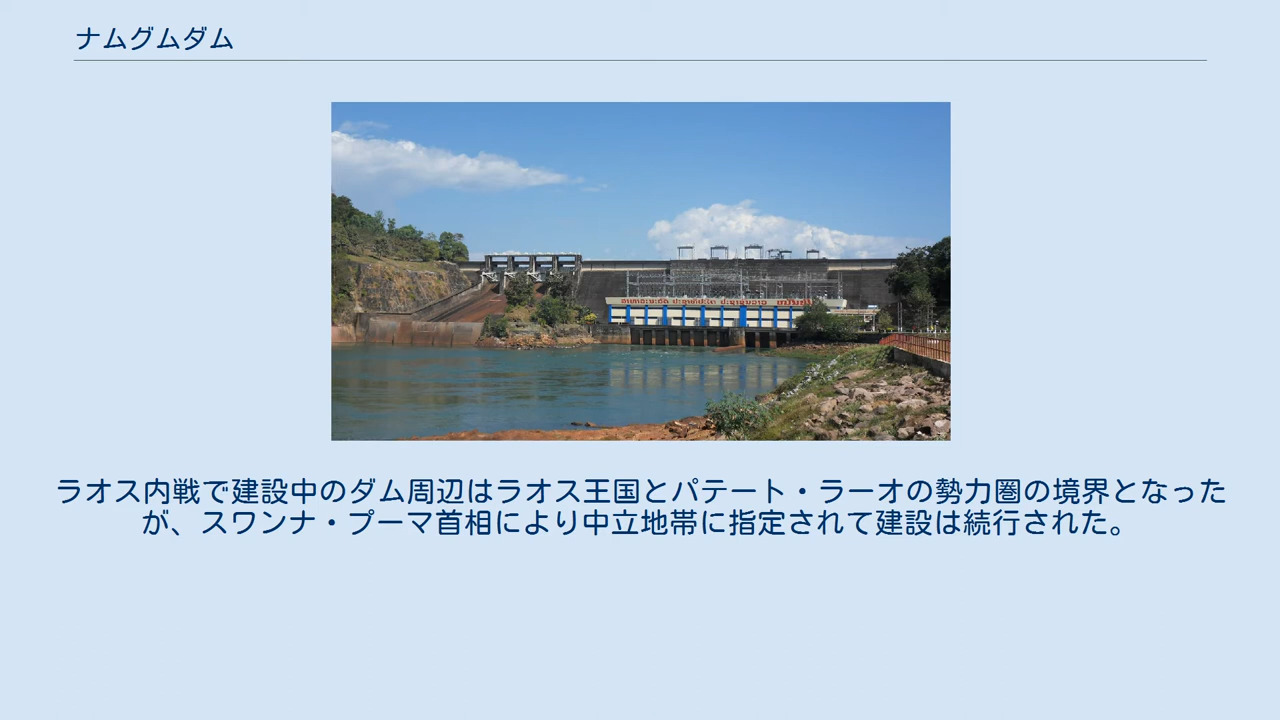 ナムグムダム
ラオス内戦で建設中のダム周辺はラオス王国とパテート・ラーオの勢力圏の境界となった
が、スワンナ・プーマ首相により中立地帯に指定されて建設は続行された。